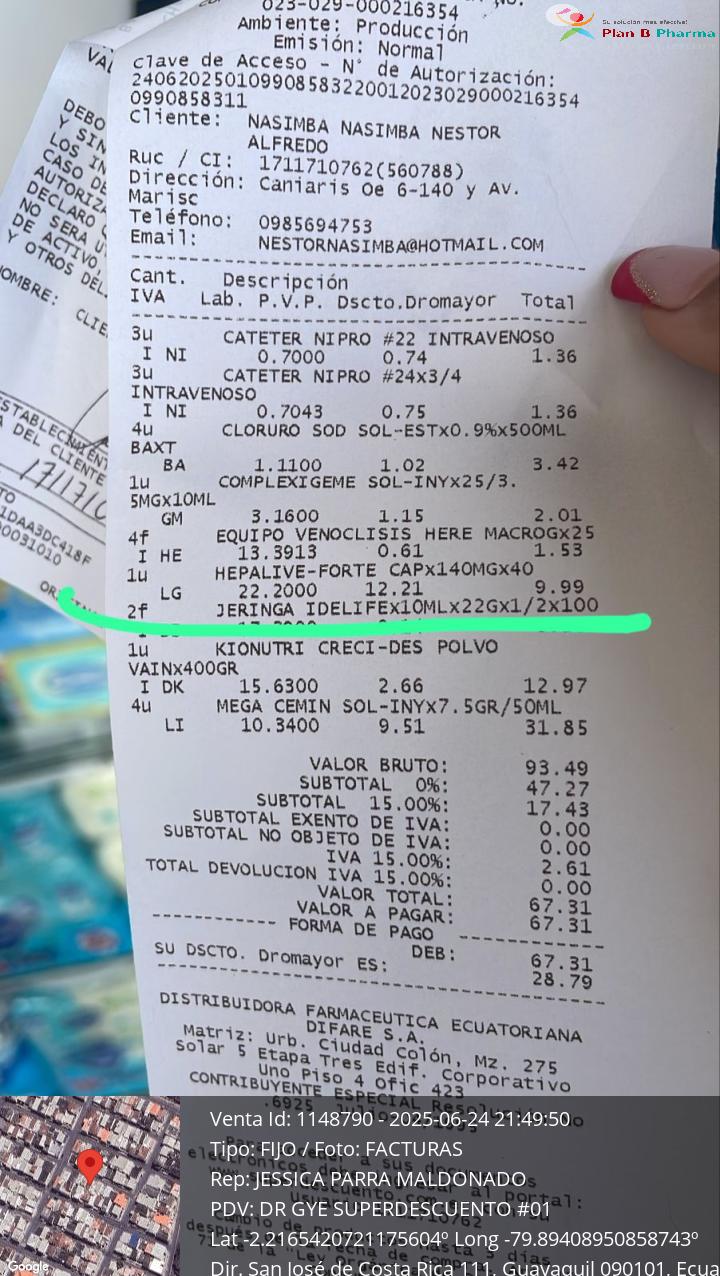 023-029-000216354
Ambiente: Producción
Emisión: Normal
Clave de Acceso - N° de Autorización:
240620250109908583220012023029000216354
0990858311
Cliente: NASIMBA NASIMBA NESTOR
ALFREDO
Ruc / CI: 1711710762(560788)
Dirección: Caniaris Oe 6-140 y AV.
Marisc
Teléfono: 0985694753
Email: NESTORNASIMBA@HOTMAIL.COM
Cant. Descripción
IVA Lab. P.V.P. Dscto.Dromayor Total
3u CATETER NIPRO #22 INTRAVENOSO
I NI 0.7000 0.74 1.36
3u CATETER NIPRO #24x3/4
INTRAVENOSO
I NI 0.7043 0.75 1.36
4u CLORURO SOD SOL-ESTx0.9%x500ML
BAXT
BA 1.1100 1.02 3.42
1u COMPLEXIGEME SOL-INYx25/3.
5MGx10ML
GM 3.1600 1.15 2.01
4f EQUIPO VENOCLISIS HERE MACROGx25
I HE 13.3913 0.61 1.53
1u HEPALIVE-FORTE CAPx140MGx40
LG 22.2000 12.21 9.99
2f JERINGA IDELIFEx10MLx22Gx1/2x100
1u KIONUTRI CRECI-DES POLVO
VAINx400GR
I DK 15.6300 2.66 12.97
4u MEGA CEMIN SOL-INYx7.5GR/50ML
LI 10.3400 9.51 31.85
VALOR BRUTO: 93.49
SUBTOTAL 0%: 47.27
SUBTOTAL 15.00%: 17.43
SUBTOTAL EXENTO DE IVA: 0.00
SUBTOTAL NO OBJETO DE IVA: 0.00
IVA 15.00%: 2.61
TOTAL DEVOLUCION IVA 15.00%: 0.00
VALOR TOTAL: 67.31
VALOR A PAGAR: 67.31
FORMA DE PAGO
DEB: 67.31
SU DSCTO. Dromayor ES: 28.79
DISTRIBUIDORA FARMACEUTICA ECUATORIANA
DIFARE S.A.
Matriz: Urb. Ciudad Colón, Mz. 275
Solar 5 Etapa Tres Edif. Corporativo
Uno Piso 4 Ofic 423
CONTRIBUYENTE ESPECIAL
Su solución más efectiva!
Plan B Pharma
Venta Id: 1148790 - 2025-06-24 21:49:50
Tipo: FIJO / Foto: FACTURAS
Rep: JESSICA PARRA MALDONADO
PDV: DR GYE SUPERDESCUENTO #01
Lat -2.2165420721175604º Long -79.89408950858743º
Dir. San José de Costa Rica 111, Guayaquil 090101, Ecua
Google